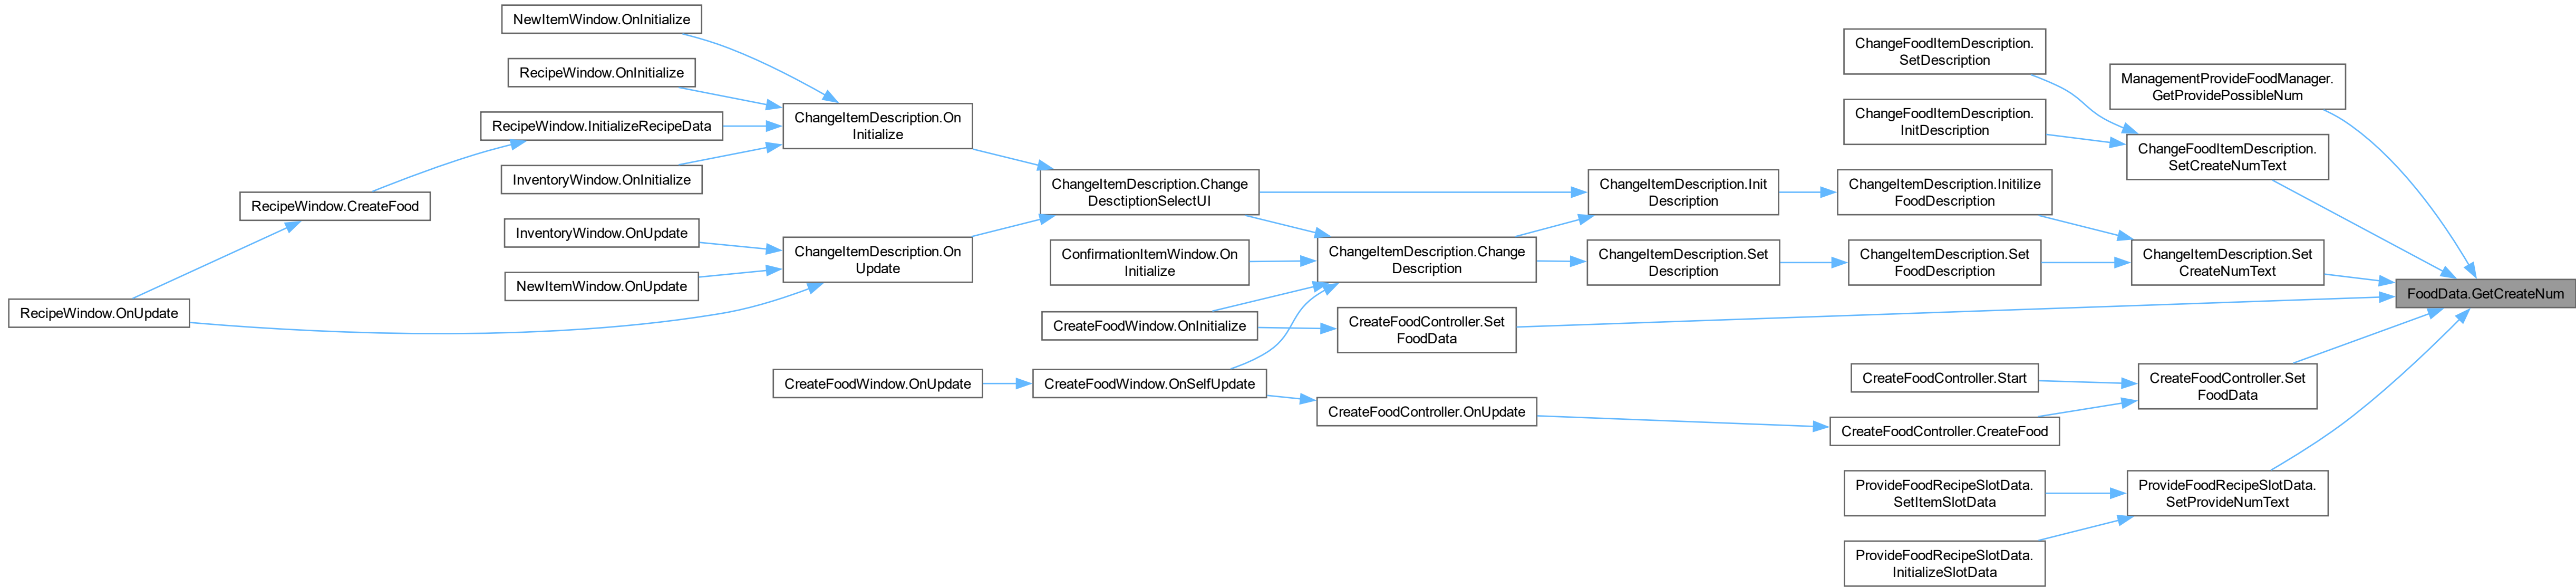 NewItemWindow.OnInitialize
RecipeWindow.OnInitialize
RecipeWindow.InitializeRecipeData
InventoryWindow.OnInitialize
RecipeWindow.CreateFood
InventoryWindow.OnUpdate
NewItemWindow.OnUpdate
RecipeWindow.OnUpdate
ChangeItemDescription.On
Initialize
ChangeItemDescription.On
Update
CreateFoodWindow.OnUpdate
ChangeItemDescription.Change
DesctiptionSelectUI
ConfirmationItemWindow.On
Initialize
CreateFoodWindow.OnInitialize
CreateFoodWindow.OnSelfUpdate
ChangeItemDescription.Change
Description
CreateFoodController.Set
FoodData
CreateFoodController.OnUpdate
ChangeItemDescription.Init
Description
ChangeItemDescription.Set
Description
ChangeFoodItemDescription.
SetDescription
ChangeFoodItemDescription.
InitDescription
ChangeItemDescription.Initilize
FoodDescription
ChangeItemDescription.Set
FoodDescription
CreateFoodController.Start
CreateFoodController.CreateFood
ProvideFoodRecipeSlotData.
SetItemSlotData
ProvideFoodRecipeSlotData.
InitializeSlotData
ManagementProvideFoodManager.
GetProvidePossibleNum
ChangeFoodItemDescription.
SetCreateNumText
ChangeItemDescription.Set
CreateNumText
CreateFoodController.Set
FoodData
ProvideFoodRecipeSlotData.
SetProvideNumText
FoodData.GetCreateNum